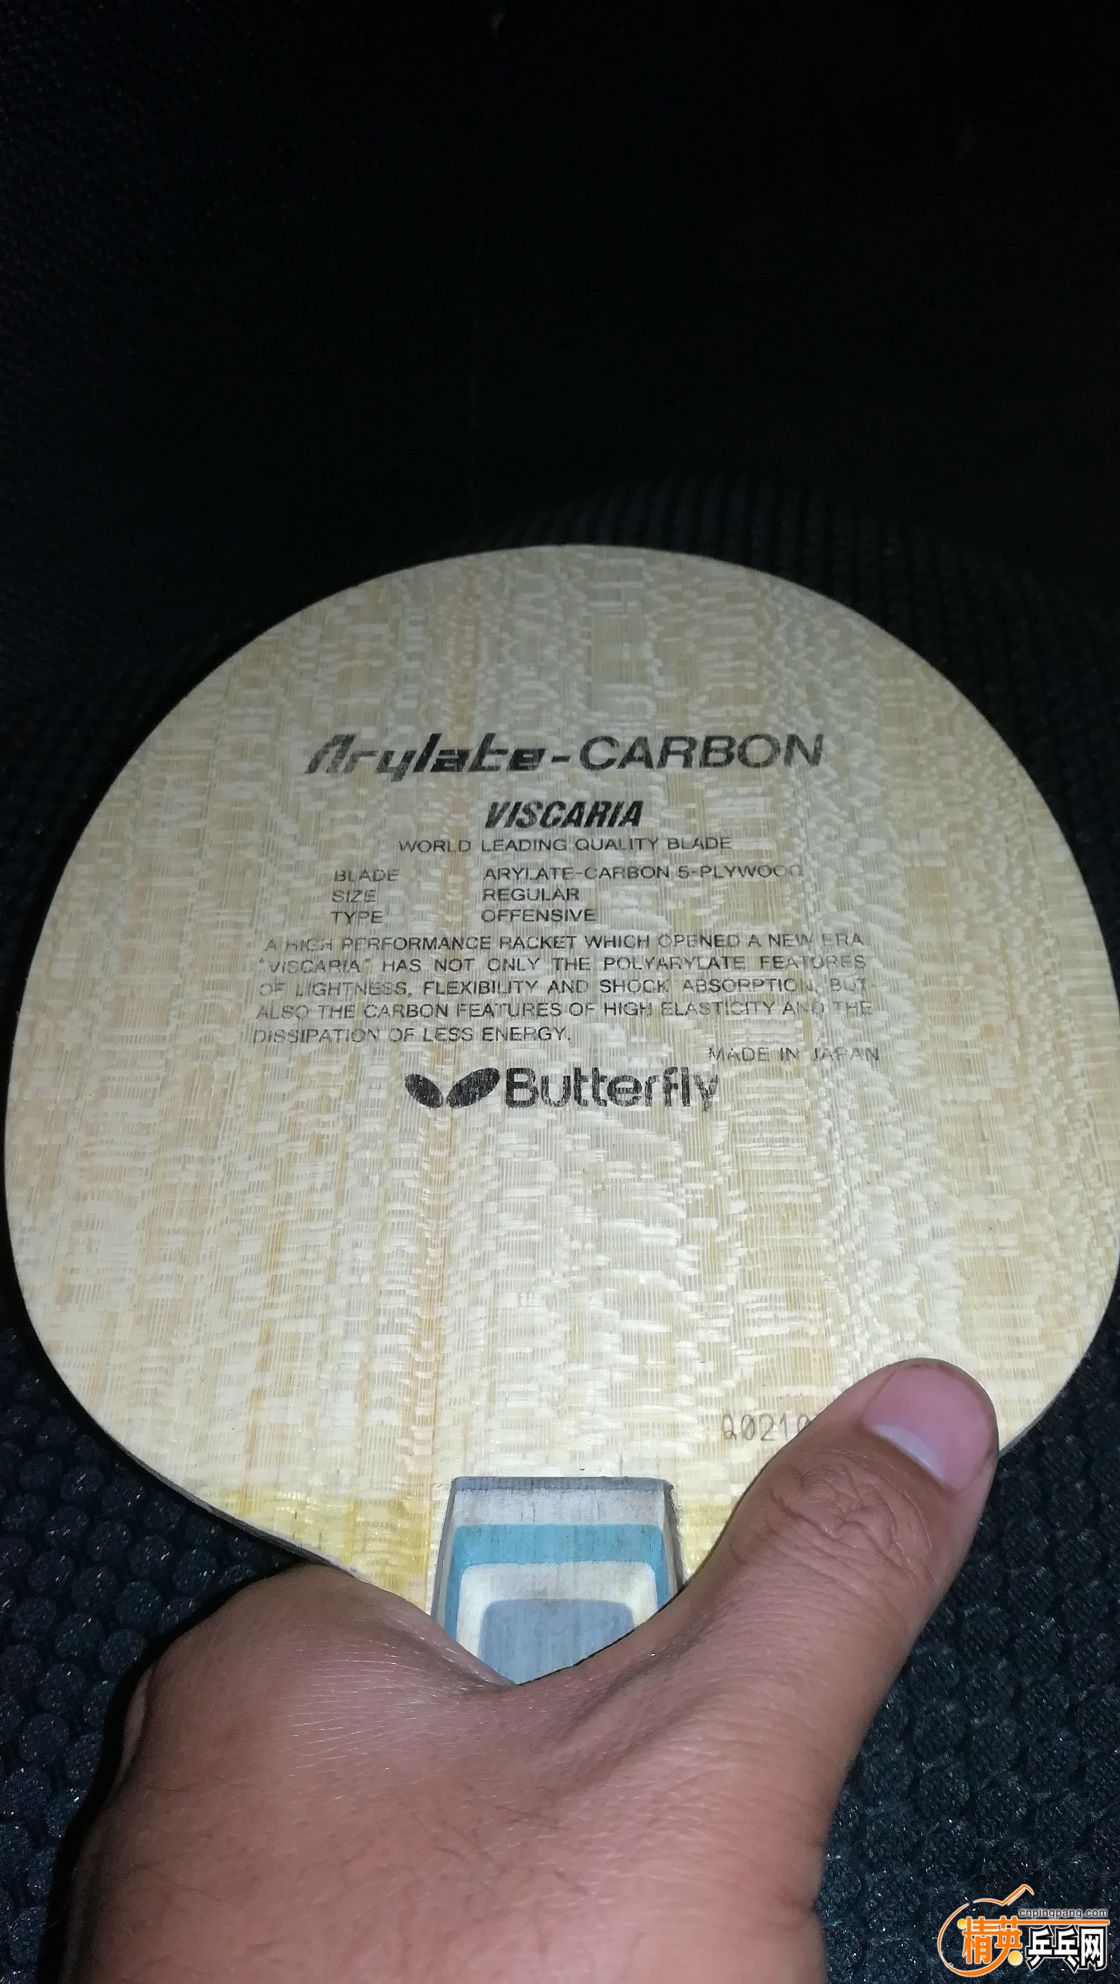 Arylate-CARBON
VISCARIA
WORLD LEADING QUALITY BLADE
BLADE ARYLATE-CARBON 5-PLYWOOD
SIZE REGULAR
TYPE OFFENSIVE
A HIGH PERFORMANCE RACKET WHICH OPENED A NEW ERA.
"VISCARIA" HAS NOT ONLY THE POLYARYLATE FEATURES
OF LIGHTNESS, FLEXIBILITY AND SHOCK ABSORPTION, BUT
ALSO THE CARBON FEATURES OF HIGH ELASTICITY AND THE
DISSIPATION OF LESS ENERGY.
MADE IN JAPAN
Butterfly
cnpingpang.com
精英乒乓网